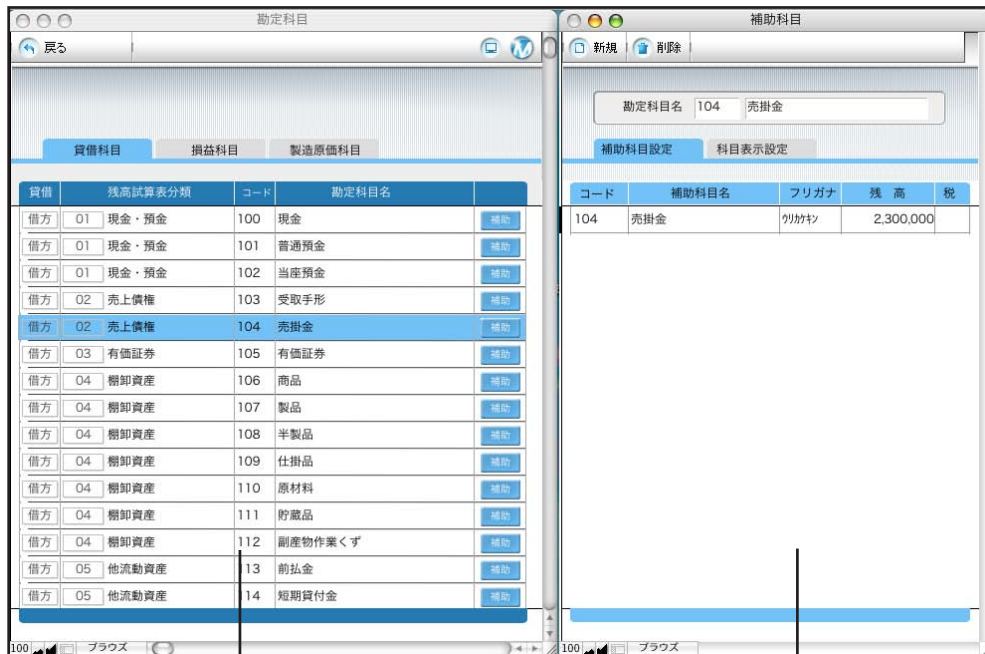 勘定科目
戻る
貸借科目 損益科目 製造原価科目
貸借 残高試算表分類 コード 勘定科目名
借方 01 現金・預金 100 現金 補助
借方 01 現金・預金 101 普通預金 補助
借方 01 現金・預金 102 当座預金 補助
借方 02 売上債権 103 受取手形 補助
借方 02 売上債権 104 売掛金 補助
借方 03 有価証券 105 有価証券 補助
借方 04 棚卸資産 106 商品 補助
借方 04 棚卸資産 107 製品 補助
借方 04 棚卸資産 108 半製品 補助
借方 04 棚卸資産 109 仕掛品 補助
借方 04 棚卸資産 110 原材料 補助
借方 04 棚卸資産 111 貯蔵品 補助
借方 04 棚卸資産 112 副産物作業くず 補助
借方 05 他流動資産 113 前払金 補助
借方 05 他流動資産 114 短期貸付金 補助
100 ブラウズ
補助科目
新規 削除
勘定科目名 104 売掛金
補助科目設定 科目表示設定
コード 補助科目名 フリガナ 残 高 税
104 売掛金 ｳﾘｶｹｷﾝ 2,300,000
100 ブラウズ